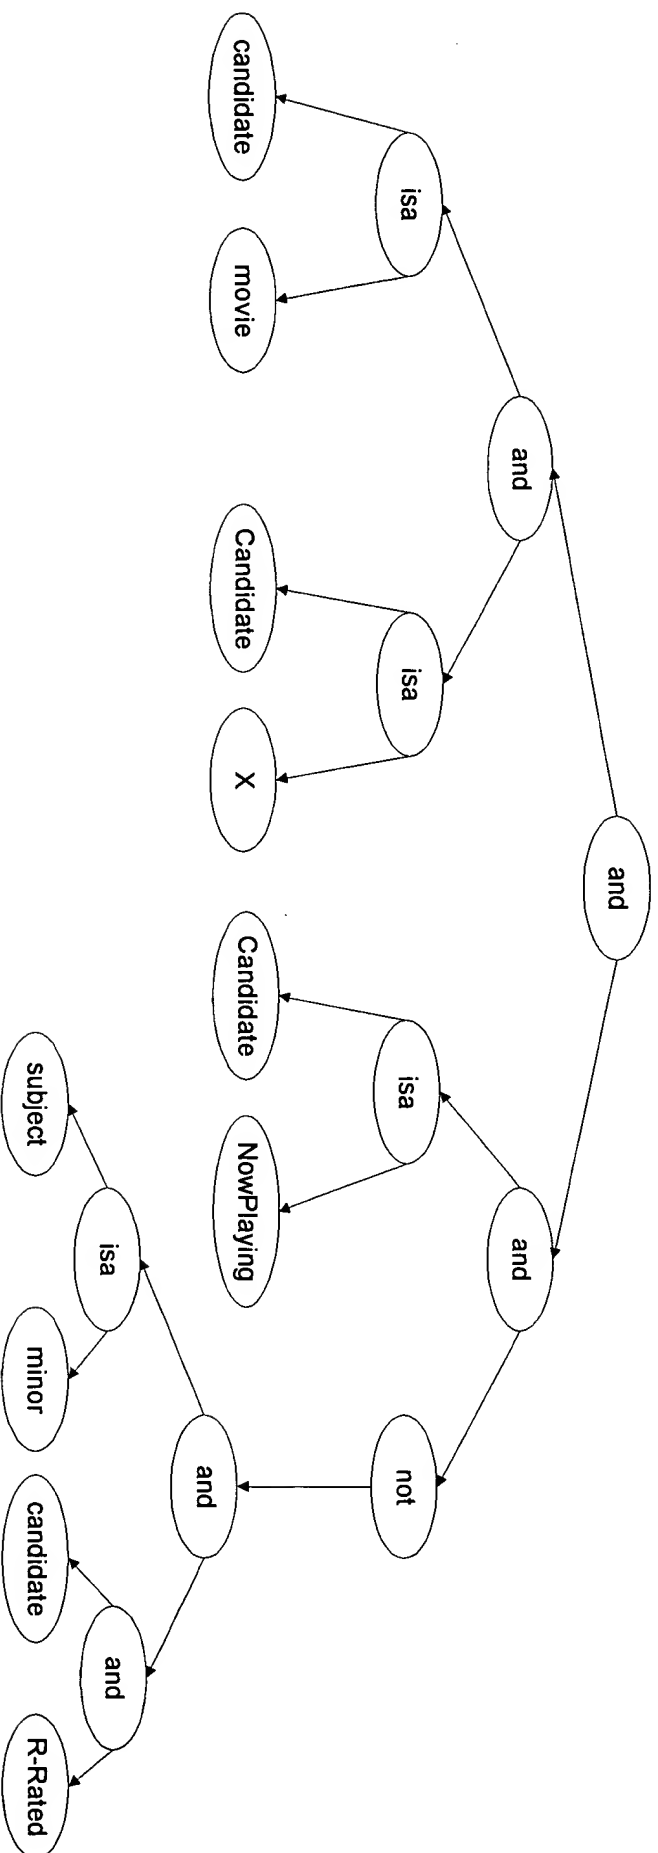 and
and
and
isa
isa
isa
not
candidate
movie
Candidate
X
Candidate
NowPlaying
and
isa
and
subject
minor
candidate
R-Rated